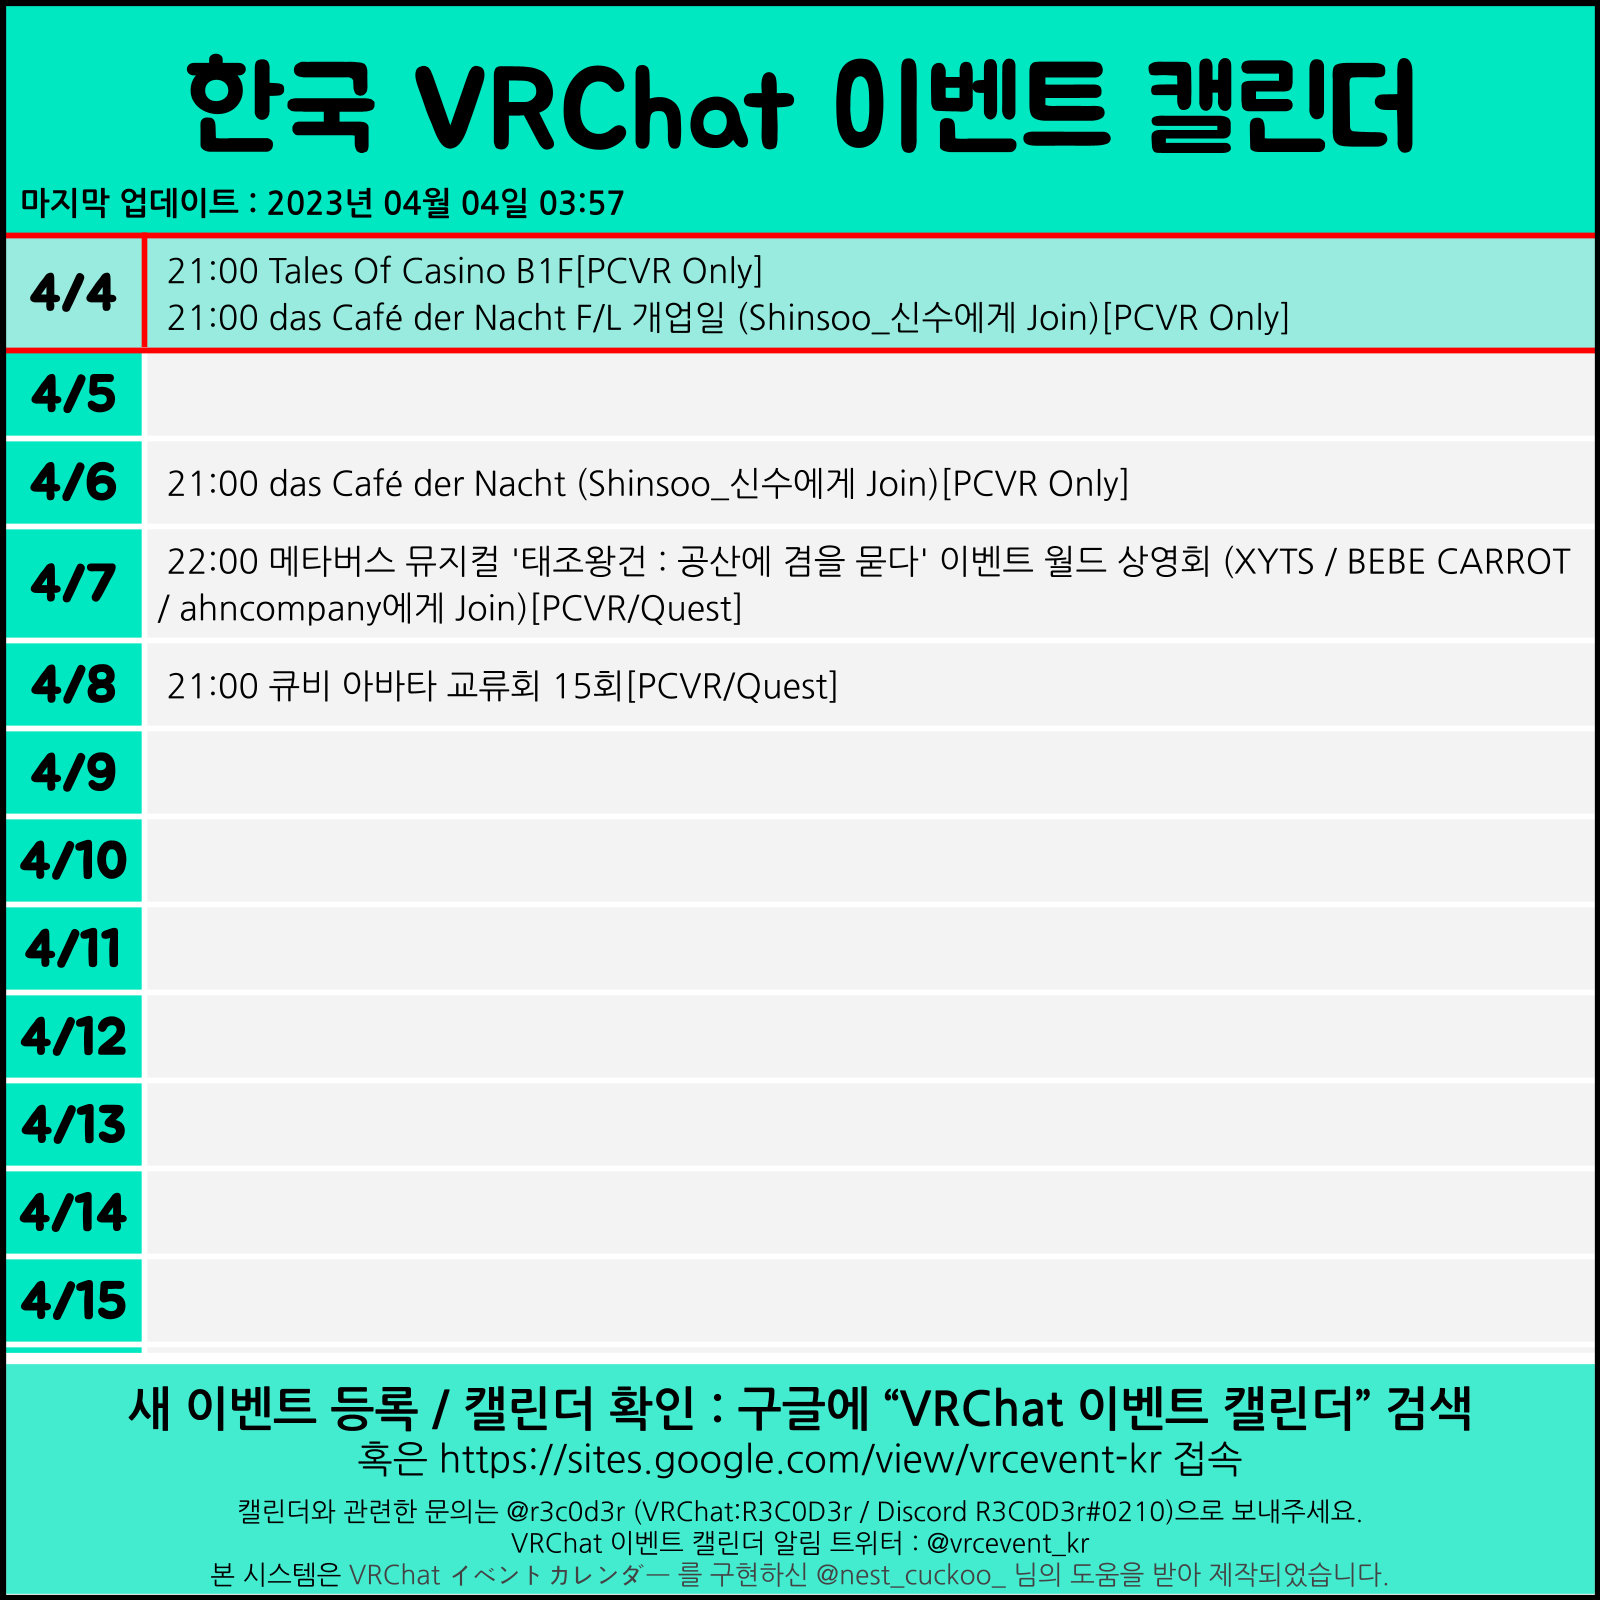 한국 VRChat 이벤트 캘린더
마지막 업데이트 : 2023년 04월 04일 03:57
4/4
21:00 Tales Of Casino B1F[PCVR Only]
21:00 das Café der Nacht F/L 개업일 (Shinsoo_신수에게 Join)[PCVR Only]
4/5
4/6
21:00 das Café der Nacht (Shinsoo_신수에게 Join)[PCVR Only]
4/7
22:00 메타버스 뮤지컬 '태조왕건 : 공산에 겸을 묻다' 이벤트 월드 상영회 (XYTS / BEBE CARROT
/ ahncompany에게 Join)[PCVR/Quest]
4/8
21:00 큐비 아바타 교류회 15회[PCVR/Quest]
4/9
4/10
4/11
4/12
4/13
4/14
4/15
새 이벤트 등록 / 캘린더 확인 : 구글에 “VRChat 이벤트 캘린더” 검색
혹은 https://sites.google.com/view/vrcevent-kr 접속
캘린더와 관련한 문의는 @r3c0d3r (VRChat:R3C0D3r / Discord R3C0D3r#0210)으로 보내주세요.
VRChat 이벤트 캘린더 알림 트위터 : @vrcevent_kr
본 시스템은 VRChat イベントカレンダー 를 구현하신 @nest_cuckoo_ 님의 도움을 받아 제작되었습니다.